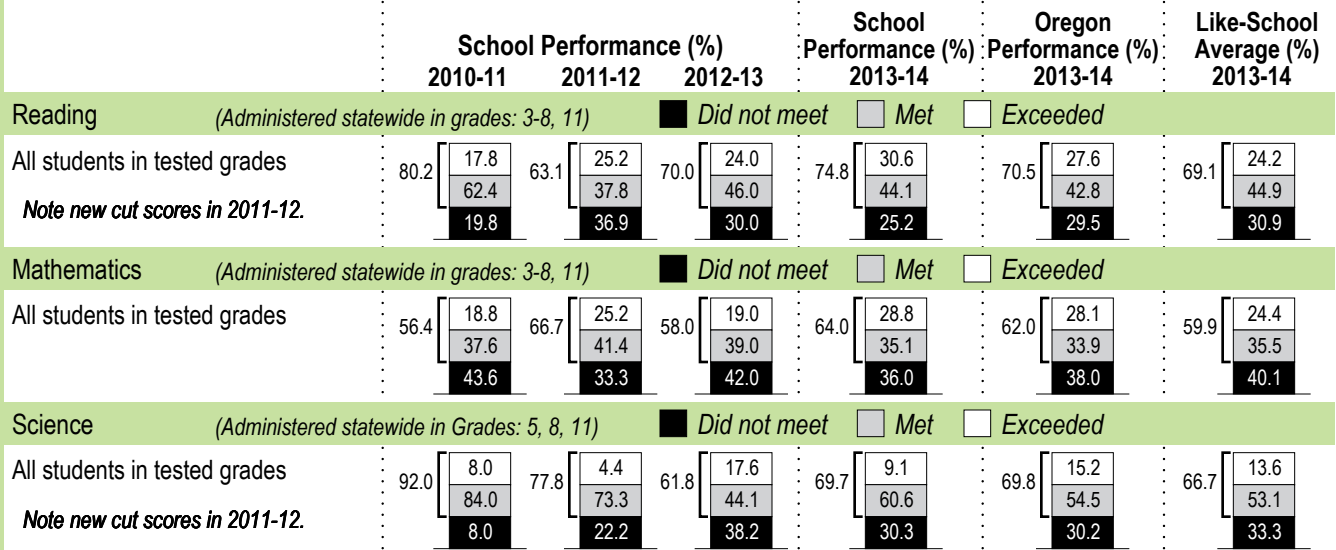 School Performance (%)
2010-11 2011-12 2012-13
School
Performance (%)
2013-14
Oregon
Performance (%)
2013-14
Like-School
Average (%)
2013-14
Reading (Administered statewide in grades: 3-8, 11) Did not meet Met Exceeded
All students in tested grades
Note new cut scores in 2011-12.
80.2 17.8 63.1 25.2 70.0 24.0 74.8 30.6 70.5 27.6 69.1 24.2
62.4 37.8 46.0 44.1 42.8 44.9
19.8 36.9 30.0 25.2 29.5 30.9
Mathematics (Administered statewide in grades: 3-8, 11) Did not meet Met Exceeded
All students in tested grades
56.4 18.8 66.7 25.2 58.0 19.0 64.0 28.8 62.0 28.1 59.9 24.4
37.6 41.4 39.0 35.1 33.9 35.5
43.6 33.3 42.0 36.0 38.0 40.1
Science (Administered statewide in Grades: 5, 8, 11) Did not meet Met Exceeded
All students in tested grades
Note new cut scores in 2011-12.
92.0 8.0 77.8 4.4 61.8 17.6 69.7 9.1 69.8 15.2 66.7 13.6
84.0 73.3 44.1 60.6 54.5 53.1
8.0 22.2 38.2 30.3 30.2 33.3